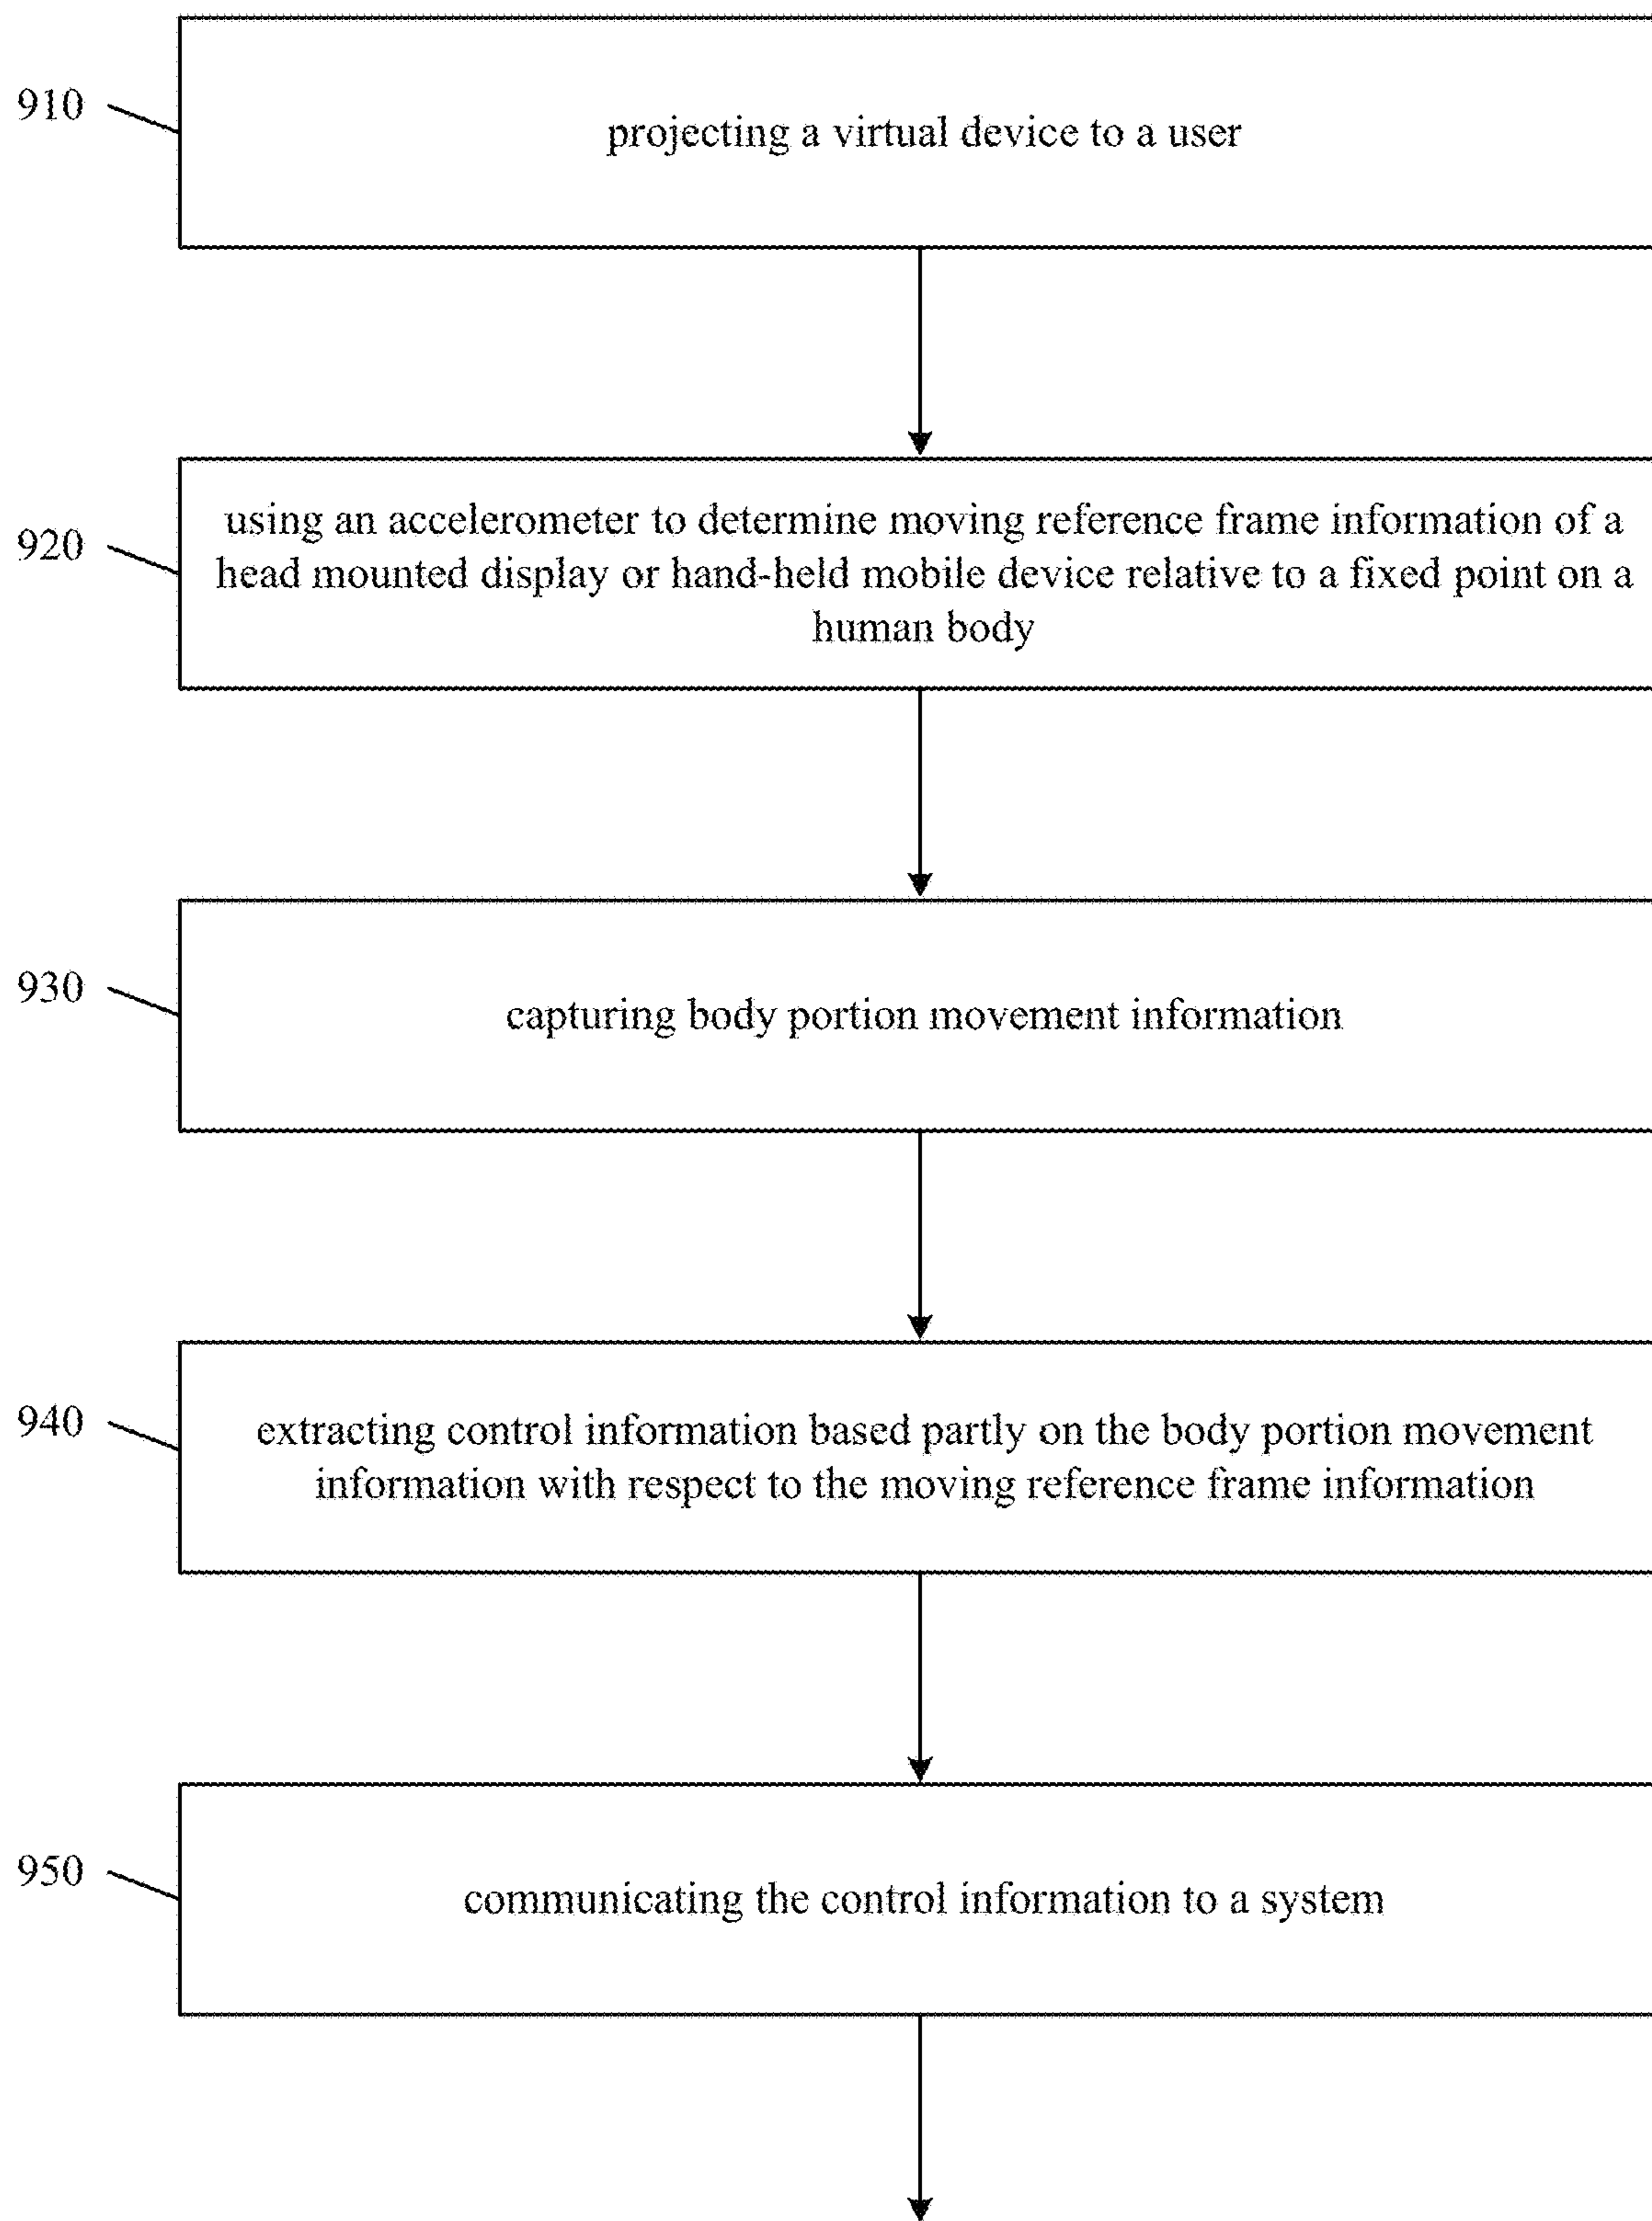 910
projecting a virtual device to a user
920
using an accelerometer to determine moving reference frame information of a
head mounted display or hand-held mobile device relative to a fixed point on a
human body
930
capturing body portion movement information
940
extracting control information based partly on the body portion movement
information with respect to the moving reference frame information
950
communicating the control information to a system